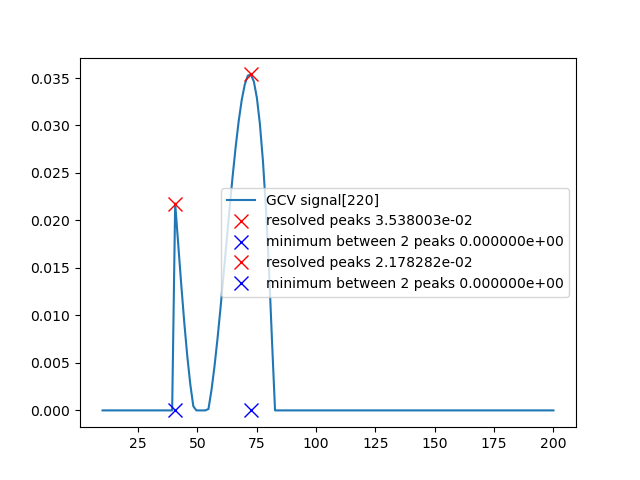 0.035
0.030
0.025
0.020
0.015
0.010
0.005
0.000
GCV signal[220]
resolved peaks 3.538003e-02
minimum between 2 peaks 0.000000e+00
resolved peaks 2.178282e-02
minimum between 2 peaks 0.000000e+00
25 50 75 100 125 150 175 200